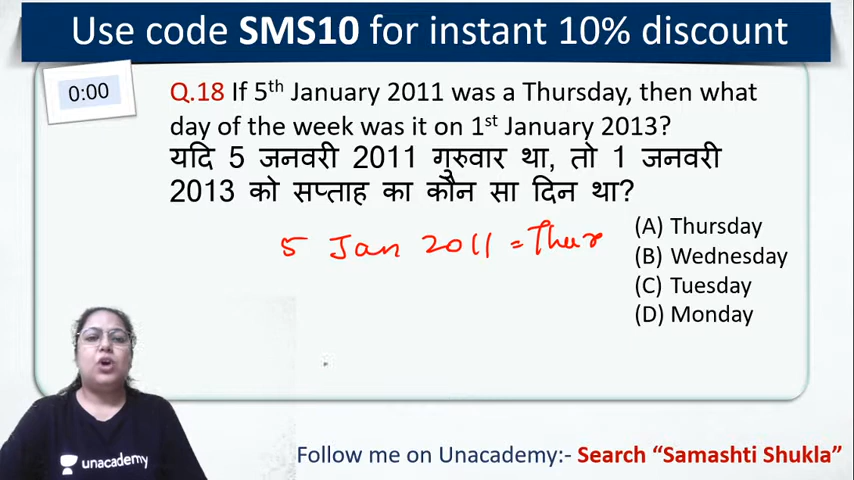 Use code SMS10 for instant 10% discount
0:00
Q.18 If 5th January 2011 was a Thursday, then what
day of the week was it on 1st January 2013?
यदि 5 जनवरी 2011 गुरुवार था, तो 1 जनवरी
2013 को सप्ताह का कौन सा दिन था?
5 Jan 2011 = Thur
(A) Thursday
(B) Wednesday
(C) Tuesday
(D) Monday
unacademy
Follow me on Unacademy:- Search “Samashti Shukla”